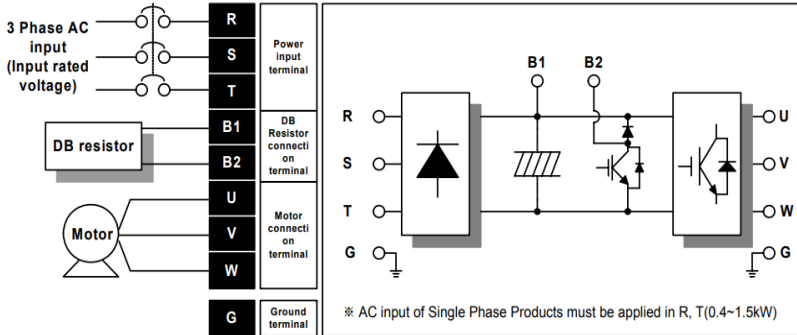 3 Phase AC
input
(Input rated
voltage)
R
S
T
Power
input
terminal
DB resistor
B1
B2
DB
Resistor
connecti
on
terminal
Motor
U
V
W
Motor
connecti
on
terminal
G
Ground
terminal
B1
B2
R
S
T
G
U
V
W
G
※ AC input of Single Phase Products must be applied in R, T(0.4~1.5kW)